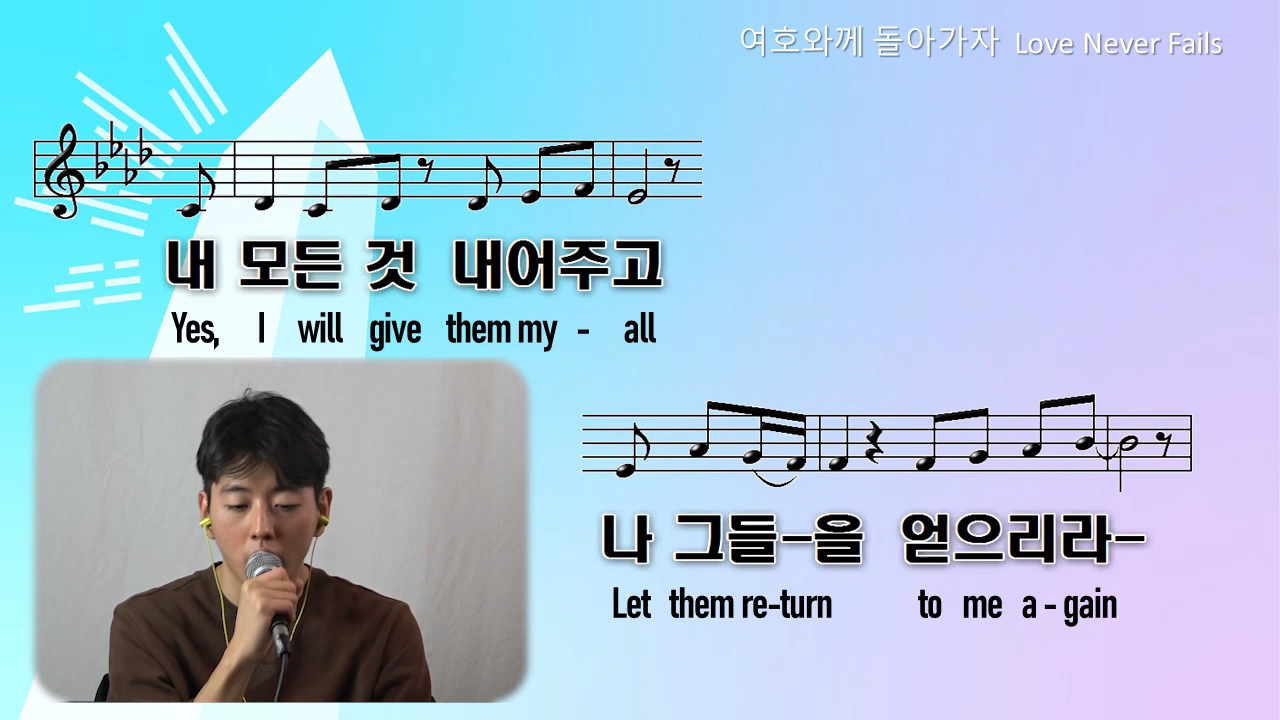 여호와께 돌아가자 Love Never Fails
내 모든 것 내어주고
Yes, I will give them my - all
나 그들-을 얻으리라-
Let them re-turn to me a - gain